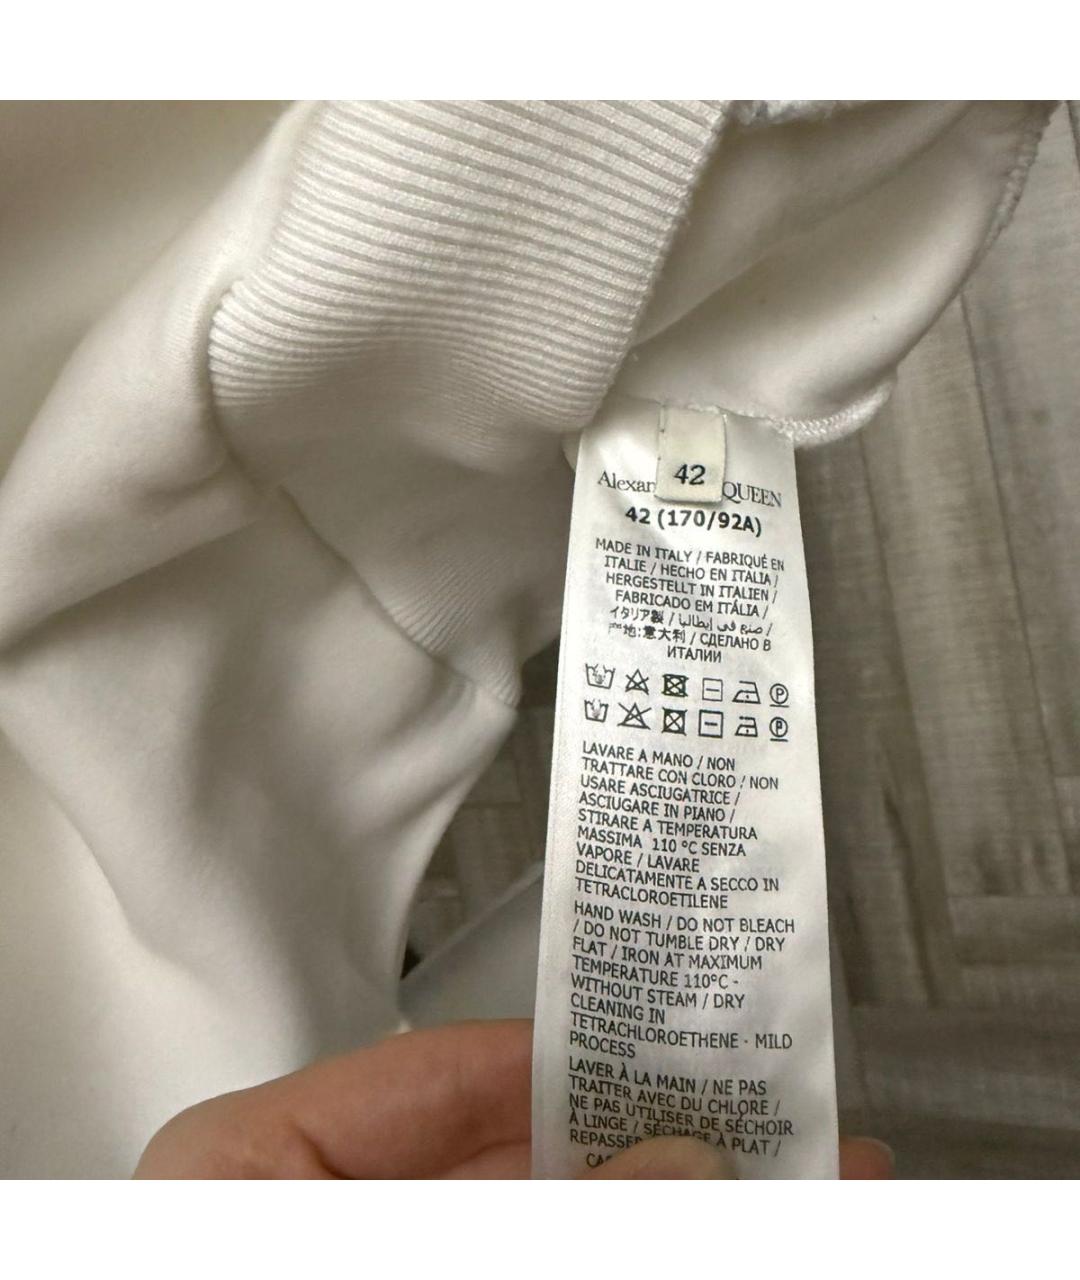 42
Alexan QUEEN
42 (170/92A)
MADE IN ITALY / FABRIQUÉ EN
ITALIE / HECHO EN ITALIA /
HERGESTELLT IN ITALIEN /
FABRICADO EM ITÁLIA /
イタリア製 / صنع في إيطاليا /
产地:意大利 / СДЕЛАНО В
ИТАЛИИ
LAVARE A MANO / NON
TRATTARE CON CLORO / NON
USARE ASCIUGATRICE /
ASCIUGARE IN PIANO /
STIRARE A TEMPERATURA
MASSIMA 110 °C SENZA
VAPORE / LAVARE
DELICATAMENTE A SECCO IN
TETRACLOROETILENE
HAND WASH / DO NOT BLEACH
/ DO NOT TUMBLE DRY / DRY
FLAT / IRON AT MAXIMUM
TEMPERATURE 110°C -
WITHOUT STEAM / DRY
CLEANING IN
TETRACHLOROETHENE - MILD
PROCESS
LAVER À LA MAIN / NE PAS
TRAITER AVEC DU CHLORE /
NE PAS UTILISER DE SÉCHOIR
À LINGE / SÉCHAGE À PLAT /
REPASSER